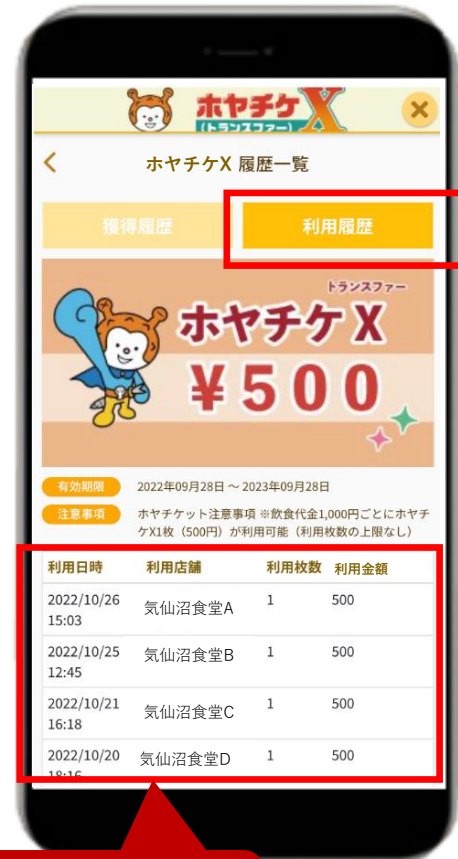 ホヤチケX
(トランスファー)
ホヤチケX 履歴一覧
獲得履歴 利用履歴
トランスファー
ホヤチケX
¥500
有効期限 2022年09月28日 ~ 2023年09月28日
注意事項 ホヤチケット注意事項 ※飲食代金1,000円ごとにホヤチ
ケX1枚（500円）が利用可能（利用枚数の上限なし）
利用日時 利用店舗 利用枚数 利用金額
2022/10/26 気仙沼食堂A 1 500
15:03
2022/10/25 気仙沼食堂B 1 500
12:45
2022/10/21 気仙沼食堂C 1 500
16:18
2022/10/20 気仙沼食堂D 1 500
18:16